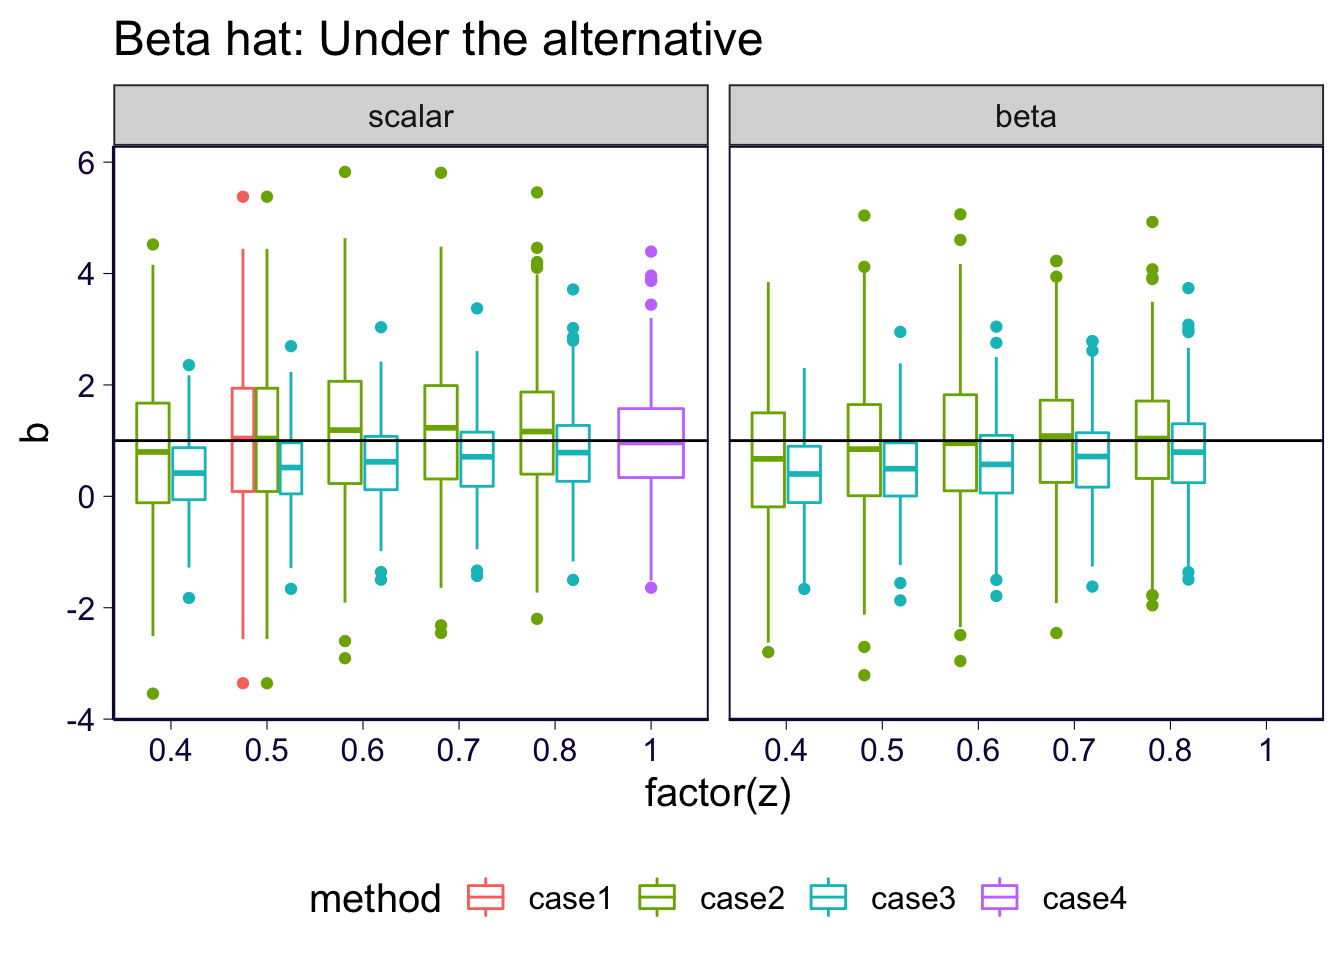 Beta hat: Under the alternative
scalar
beta
6
4
2
0
-2
-4
b
0.4 0.5 0.6 0.7 0.8 1
0.4 0.5 0.6 0.7 0.8 1
factor(z)
method case1 case2 case3 case4